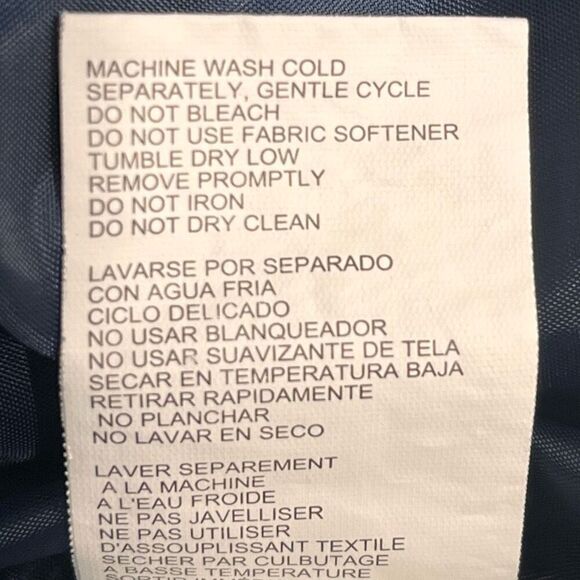 MACHINE WASH COLD
SEPARATELY, GENTLE CYCLE
DO NOT BLEACH
DO NOT USE FABRIC SOFTENER
TUMBLE DRY LOW
REMOVE PROMPTLY
DO NOT IRON
DO NOT DRY CLEAN
LAVARSE POR SEPARADO
CON AGUA FRIA
CICLO DELICADO
NO USAR BLANQUEADOR
NO USAR SUAVIZANTE DE TELA
SECAR EN TEMPERATURA BAJA
RETIRAR RAPIDAMENTE
NO PLANCHAR
NO LAVAR EN SECO
LAVER SEPAREMENT
A LA MACHINE
A L'EAU FROIDE
NE PAS JAVELLISER
NE PAS UTILISER
D'ASSOUPLISSANT TEXTILE
SECHER PAR CULBUTAGE
A BASSE TEMPERATURE